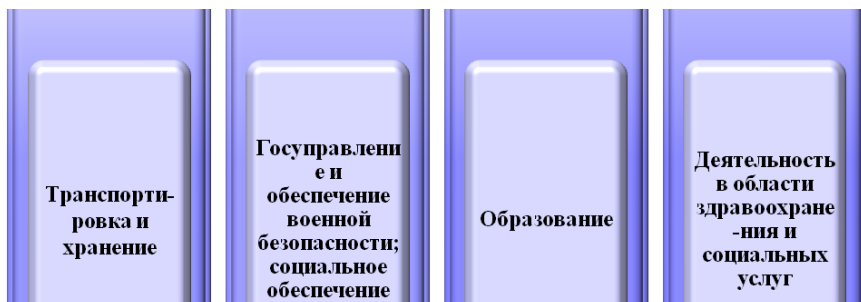 Транспорти-
ровка и
хранение
Госуправлени
е и
обеспечение
военной
безопасности;
социальное
обеспечение
Образование
Деятельность
в области
здравоохране
-ния и
социальных
услуг